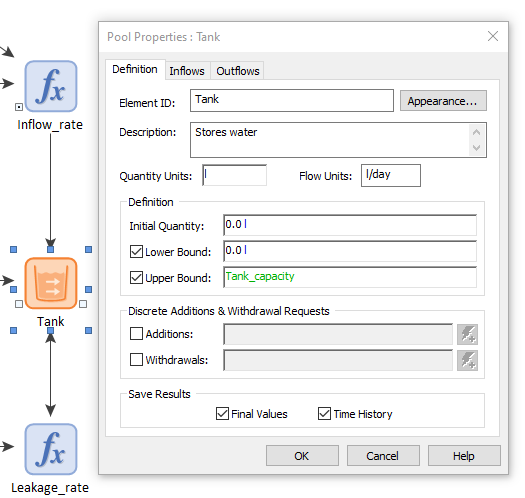 Pool Properties : Tank
Definition Inflows Outflows
Element ID: Tank Appearance...
Description: Stores water
Quantity Units: l Flow Units: l/day
Definition
Initial Quantity: 0.0 l
Lower Bound: 0.0 l
Upper Bound: Tank_capacity
Discrete Additions & Withdrawal Requests
Additions:
Withdrawals:
Save Results
Final Values Time History
OK Cancel Help
fx
Inflow_rate
Tank
fx
Leakage_rate